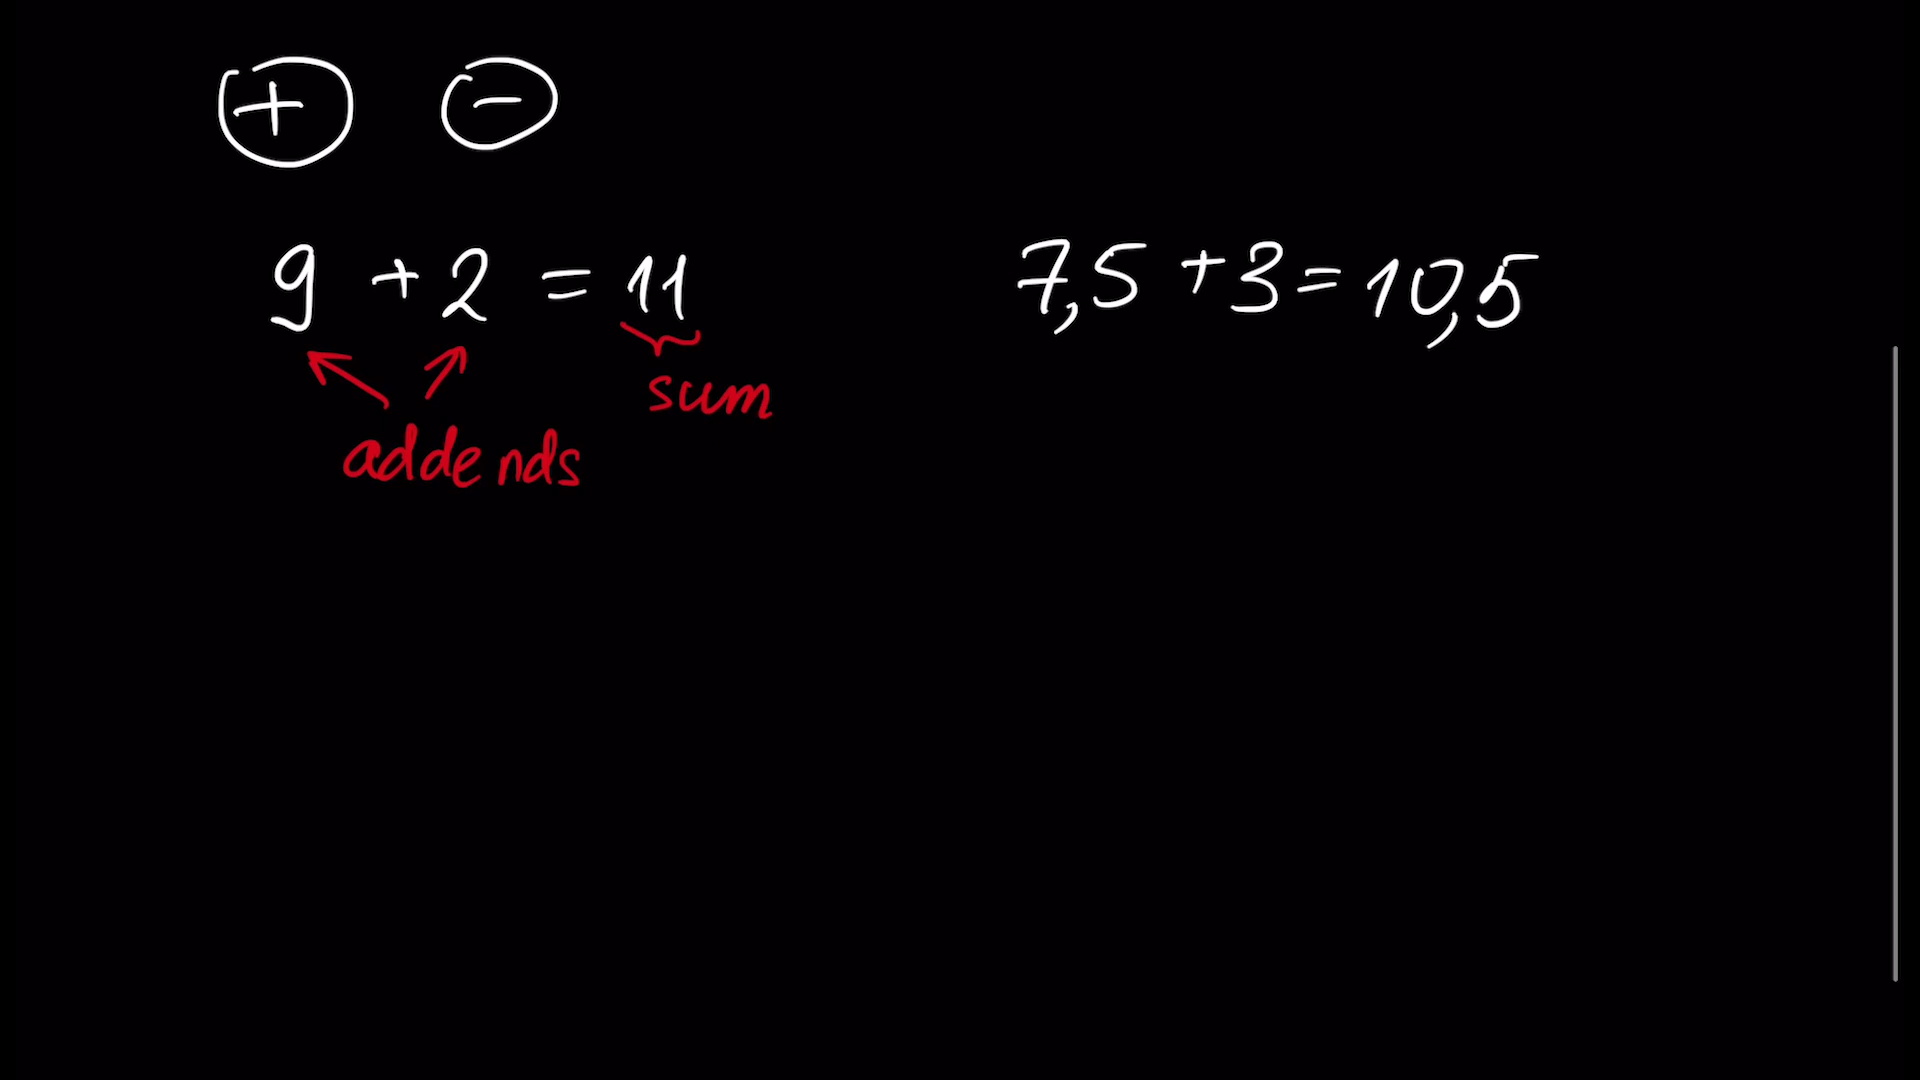 + -
9 + 2 = 11
7,5 + 3 = 10,5
sum
addends